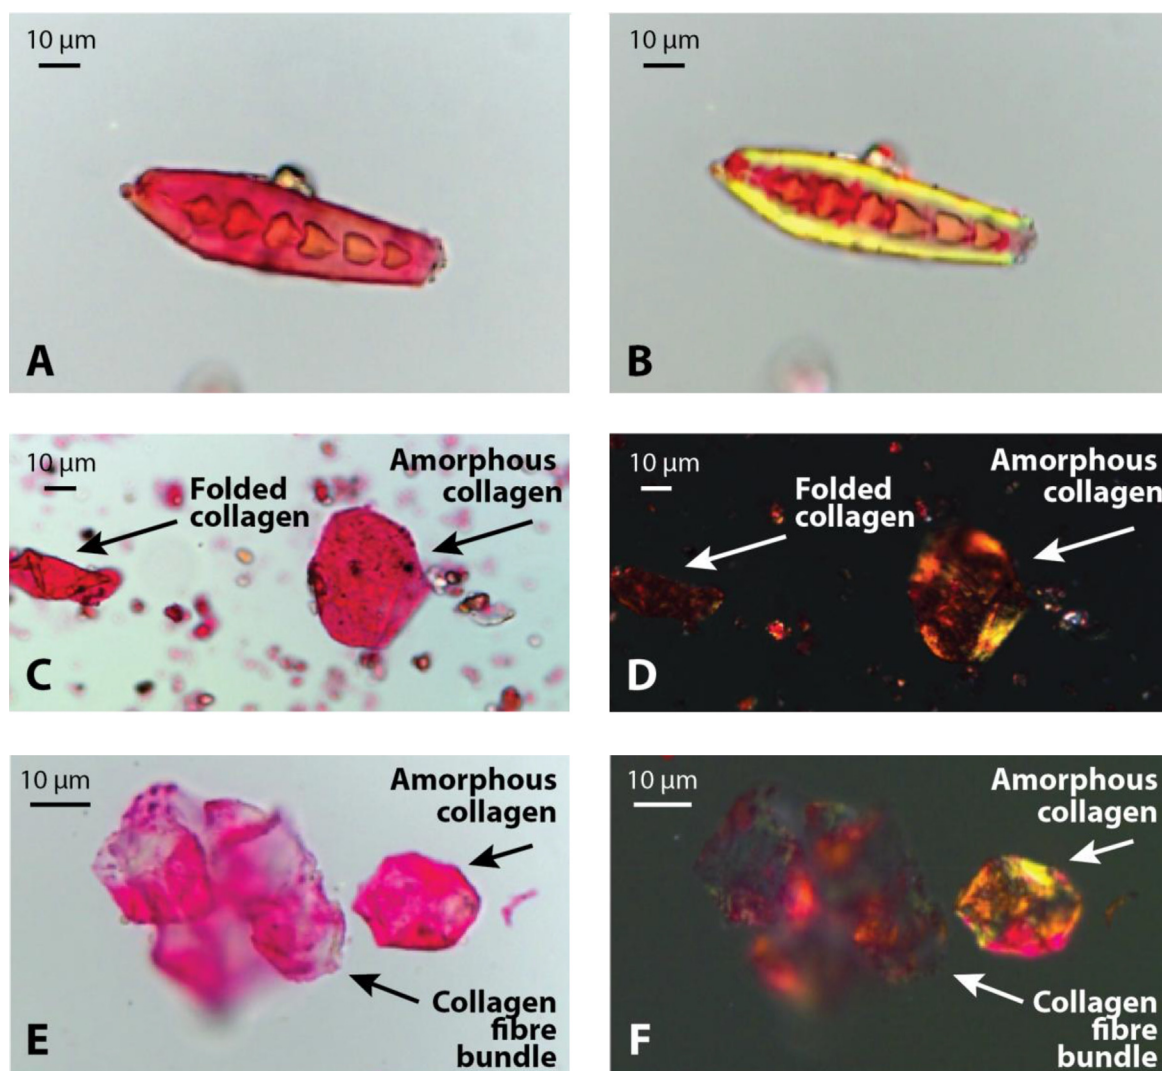 10 µm
A
10 µm
B
10 µm
Folded
collagen
Amorphous
collagen
C
10 µm
Folded
collagen
Amorphous
collagen
D
10 µm
Amorphous
collagen
Collagen
fibre
bundle
E
10 µm
Amorphous
collagen
Collagen
fibre
bundle
F